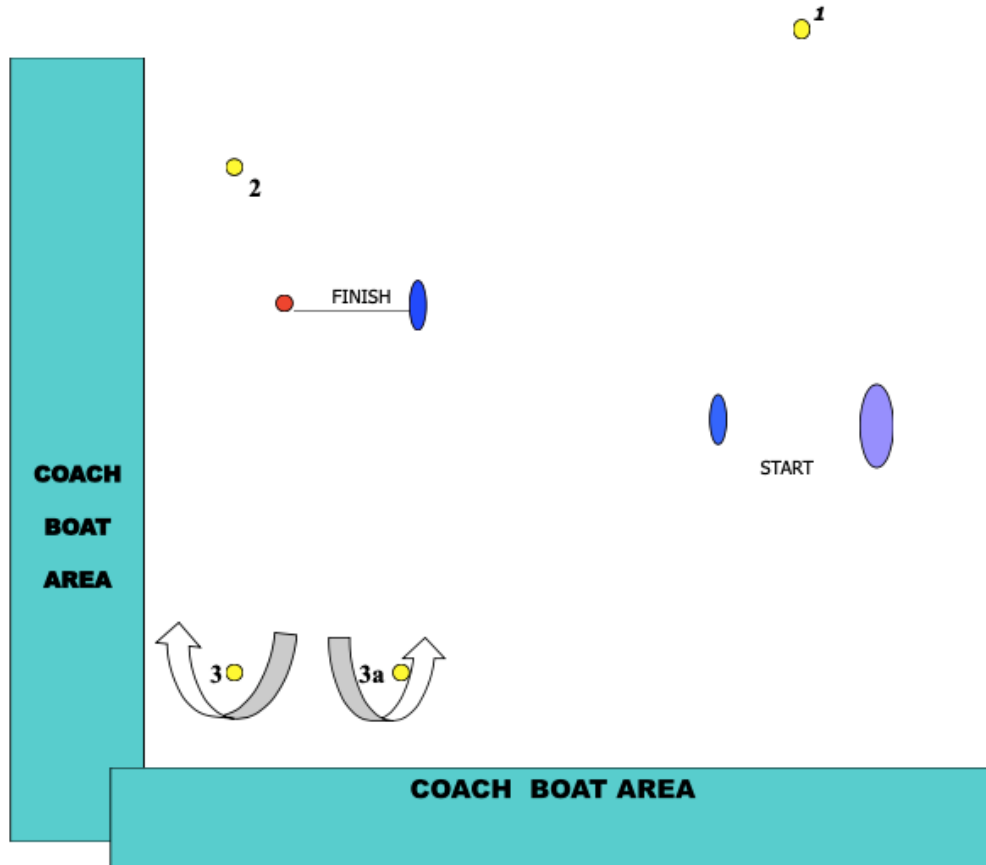 1
2
FINISH
START
COACH
BOAT
AREA
3
3a
COACH BOAT AREA